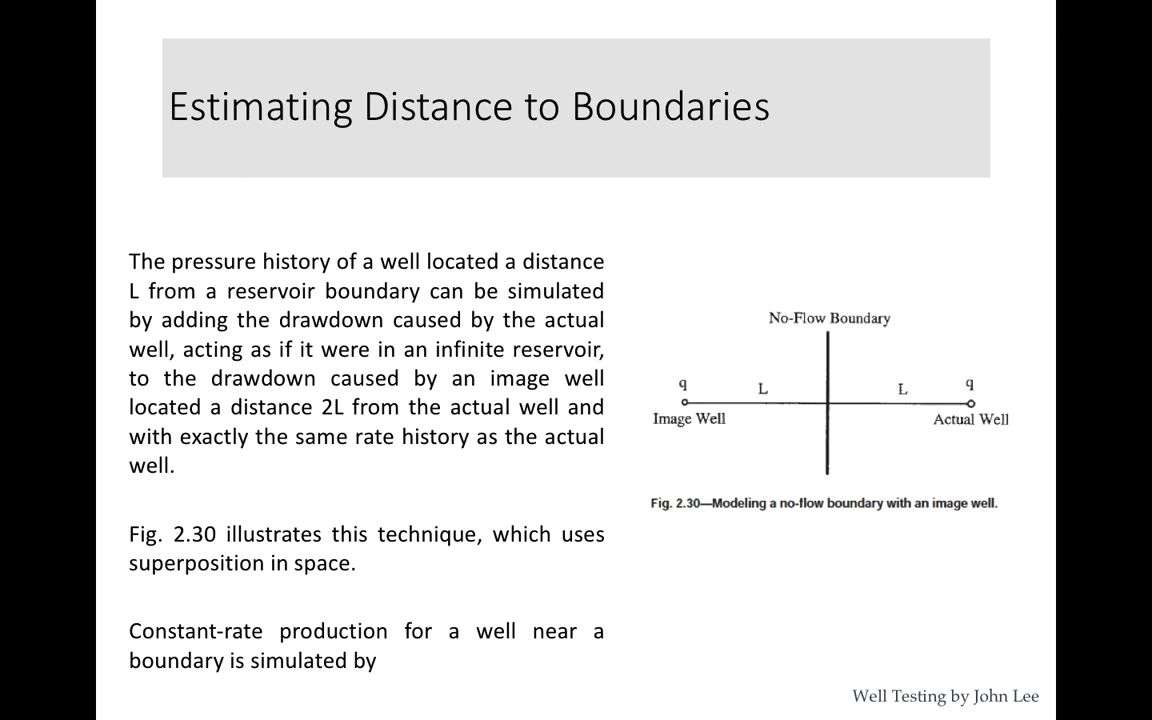 Estimating Distance to Boundaries
The pressure history of a well located a distance
L from a reservoir boundary can be simulated
by adding the drawdown caused by the actual
well, acting as if it were in an infinite reservoir,
to the drawdown caused by an image well
located a distance 2L from the actual well and
with exactly the same rate history as the actual
well.
Fig. 2.30 illustrates this technique, which uses
superposition in space.
Constant-rate production for a well near a
boundary is simulated by
No-Flow Boundary
q L L q
Image Well Actual Well
Fig. 2.30—Modeling a no-flow boundary with an image well.
Well Testing by John Lee